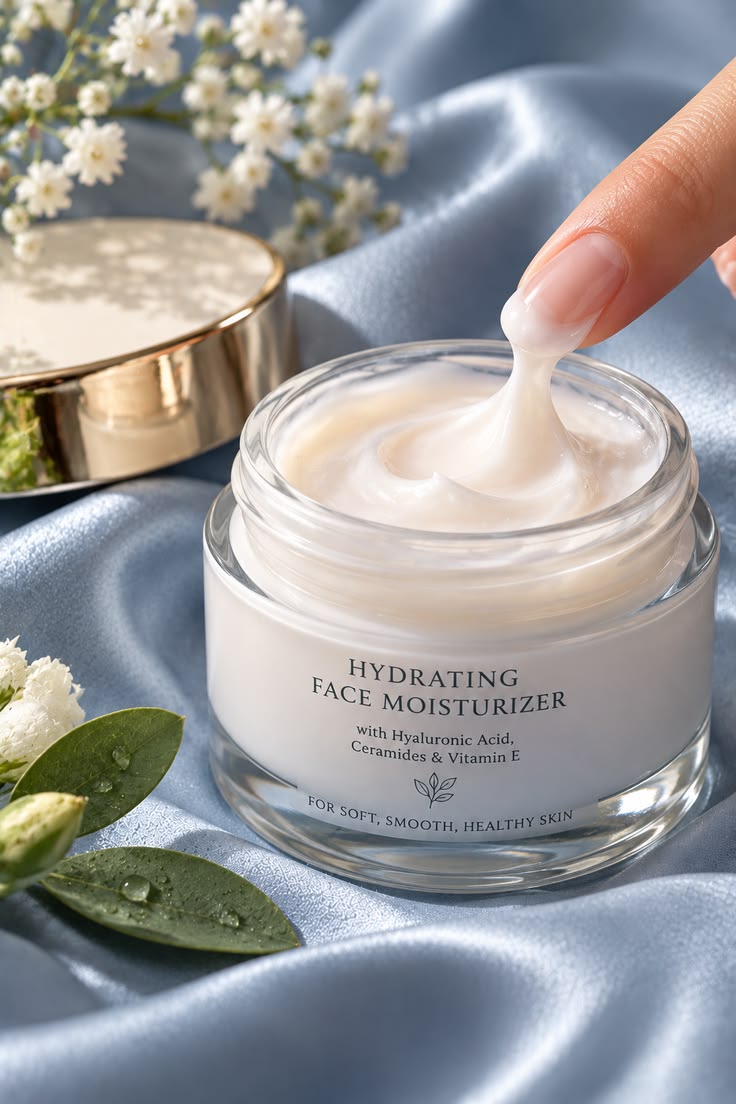 HYDRATING
FACE MOISTURIZER
with Hyaluronic Acid,
Ceramides & Vitamin E
FOR SOFT, SMOOTH, HEALTHY SKIN